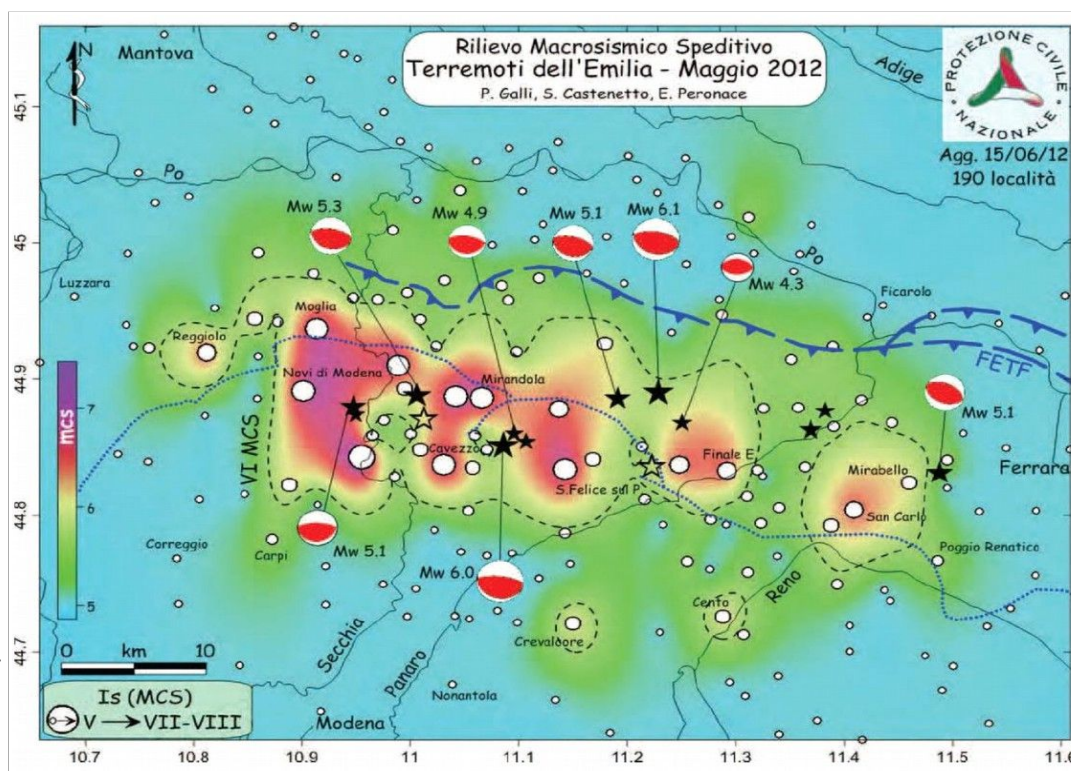 Rilievo Macrosismico Speditivo
Terremoti dell'Emilia - Maggio 2012
P. Galli, S. Castenetto, E. Peronace
PROTEZIONE CIVILE
NAZIONALE
Agg. 15/06/12
190 località
N
Mantova
Adige
45.1
Po
Mw 5.3
Mw 4.9
Mw 5.1
Mw 6.1
45
Mw 4.3
Po
Luzzara
Ficarolo
Moglia
Reggiolo
FETF
44.9
Novi di Modena
Mirandola
Mw 5.1
mcs
7
6
5
VI MCS
Cavezzo
Finale E.
Mirabello
Ferrara
S.Felice sul P.
44.8
San Carlo
Correggio
Carpi
Mw 5.1
Poggio Renatico
Mw 6.0
Reno
Cento
Crevalcore
44.7
0 km 10
Secchia
Panaro
Nonantola
Is (MCS)
V VII-VIII
Modena
10.7 10.8 10.9 11 11.1 11.2 11.3 11.4 11.5 11.6